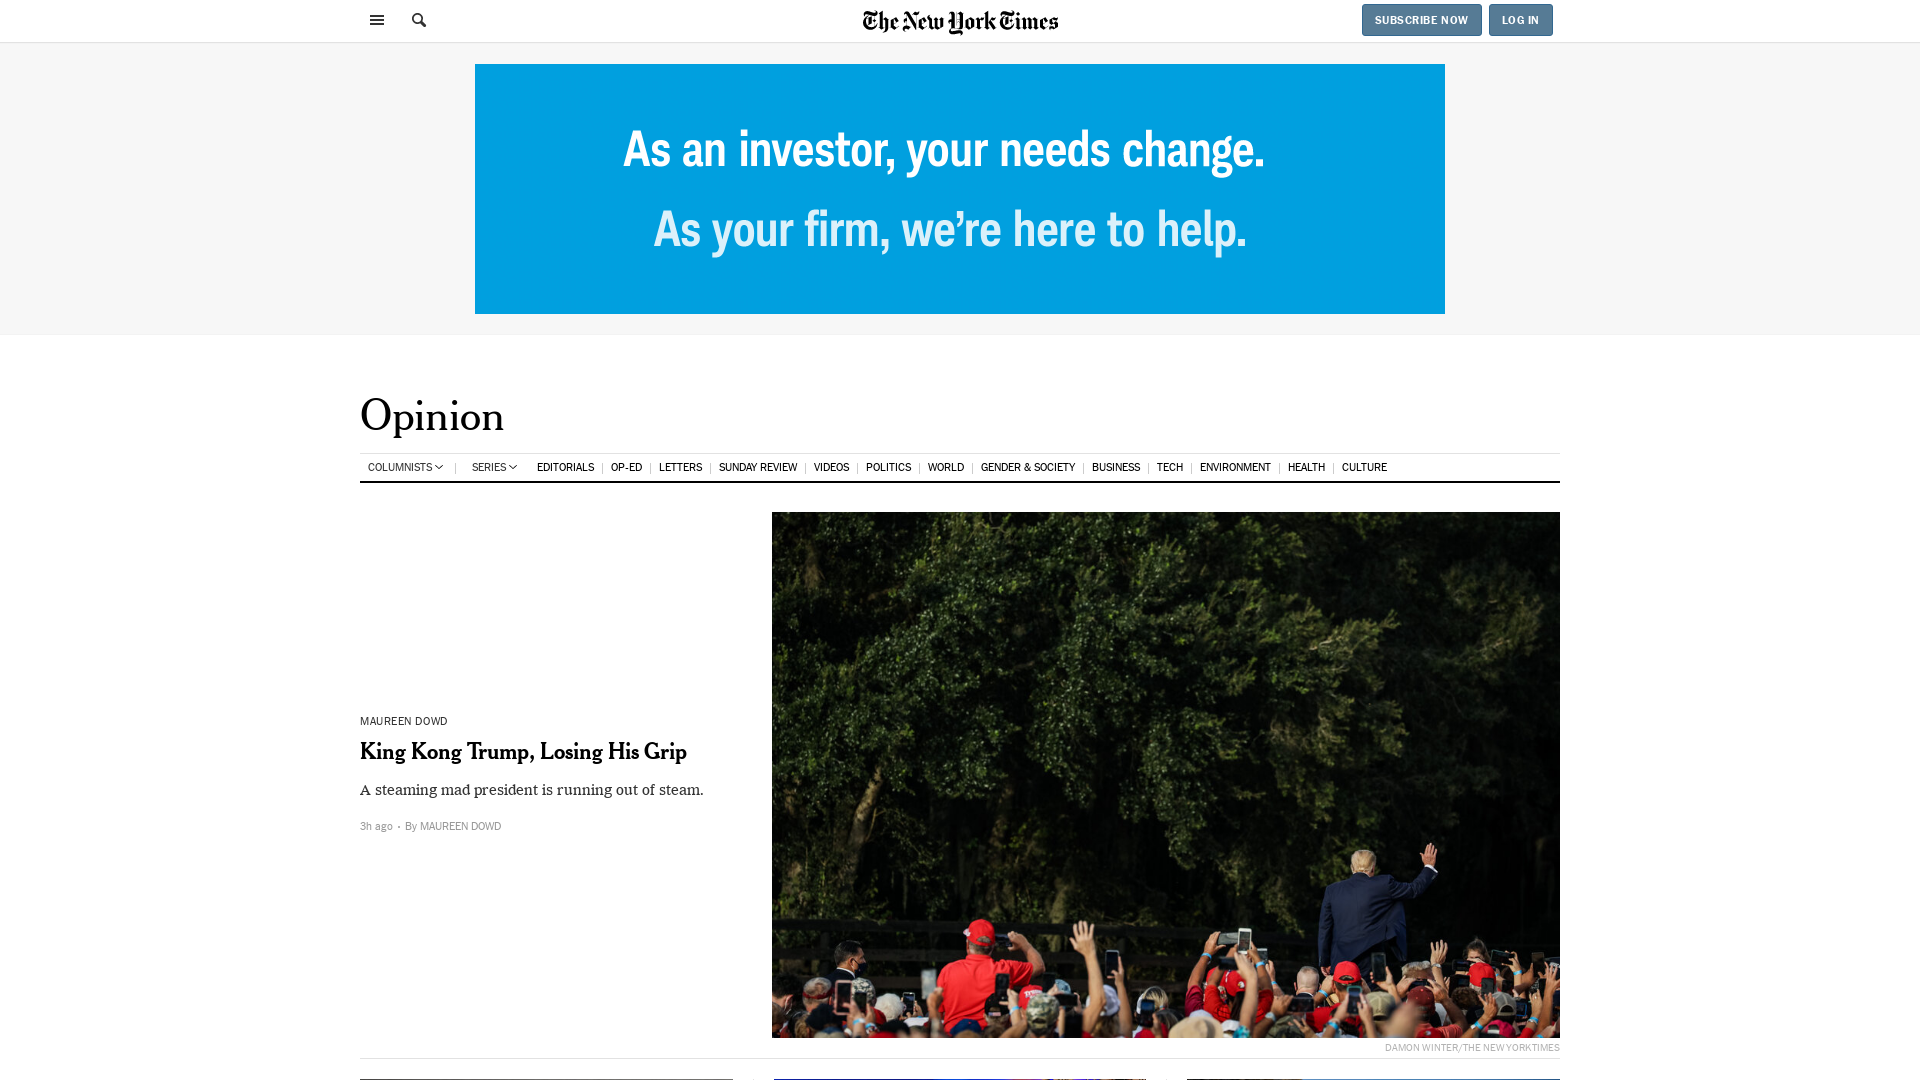 The New York Times
SUBSCRIBE NOW
LOG IN
As an investor, your needs change.
As your firm, we're here to help.
Opinion
COLUMNISTS
SERIES
EDITORIALS
OP-ED
LETTERS
SUNDAY REVIEW
VIDEOS
POLITICS
WORLD
GENDER & SOCIETY
BUSINESS
TECH
ENVIRONMENT
HEALTH
CULTURE
MAUREEN DOWD
King Kong Trump, Losing His Grip
A steaming mad president is running out of steam.
3h ago • By MAUREEN DOWD
DAMON WINTER/THE NEW YORK TIMES